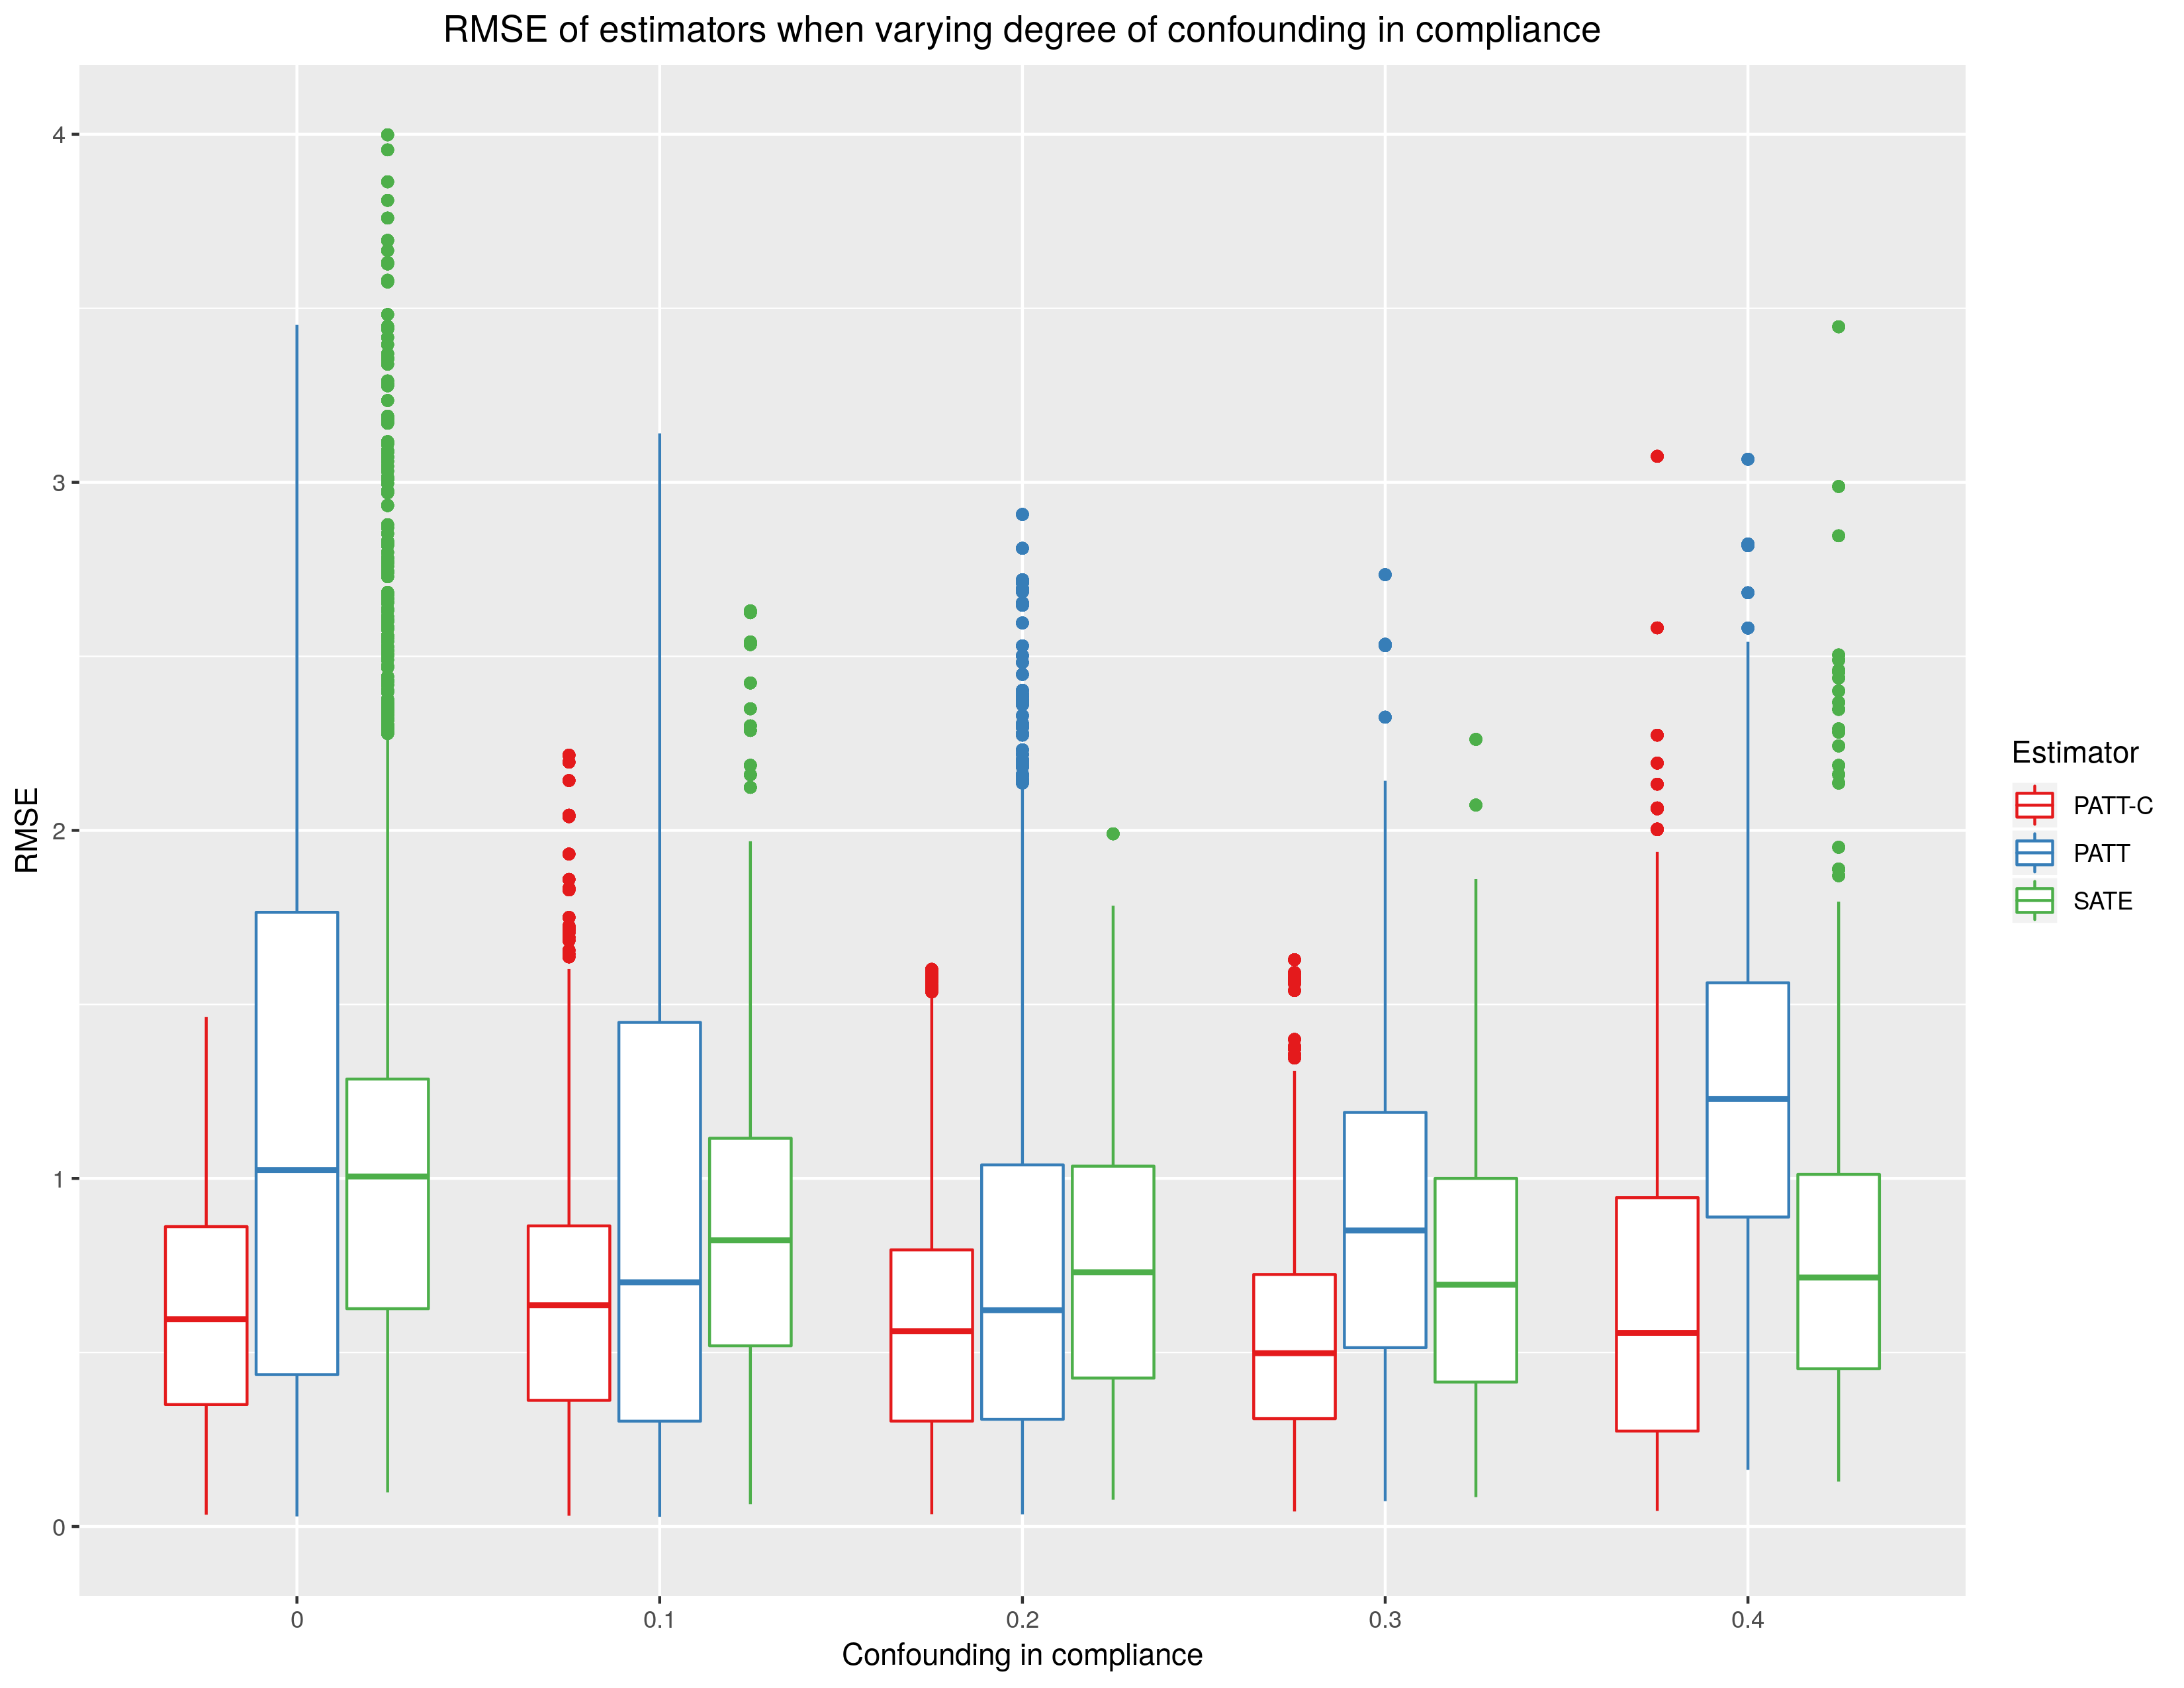 RMSE of estimators when varying degree of confounding in compliance
RMSE
4
3
2
1
0
0 0.1 0.2 0.3 0.4
Confounding in compliance
Estimator
PATT-C
PATT
SATE